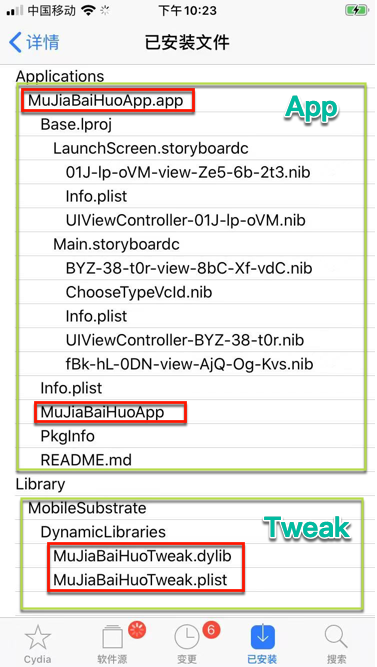 中国移动 下午10:23
详情 已安装文件
Applications
MuJiaBaiHuoApp.app
App
Base.lproj
LaunchScreen.storyboardc
01J-lp-oVM-view-Ze5-6b-2t3.nib
Info.plist
UIViewController-01J-lp-oVM.nib
Main.storyboardc
BYZ-38-t0r-view-8bC-Xf-vdC.nib
ChooseTypeVcId.nib
Info.plist
UIViewController-BYZ-38-t0r.nib
fBk-hL-0DN-view-AjQ-Og-Kvs.nib
Info.plist
MuJiaBaiHuoApp
PkgInfo
README.md
Library
MobileSubstrate
Tweak
DynamicLibraries
MuJiaBaiHuoTweak.dylib
MuJiaBaiHuoTweak.plist
6
Cydia 软件源 变更 已安装 搜索